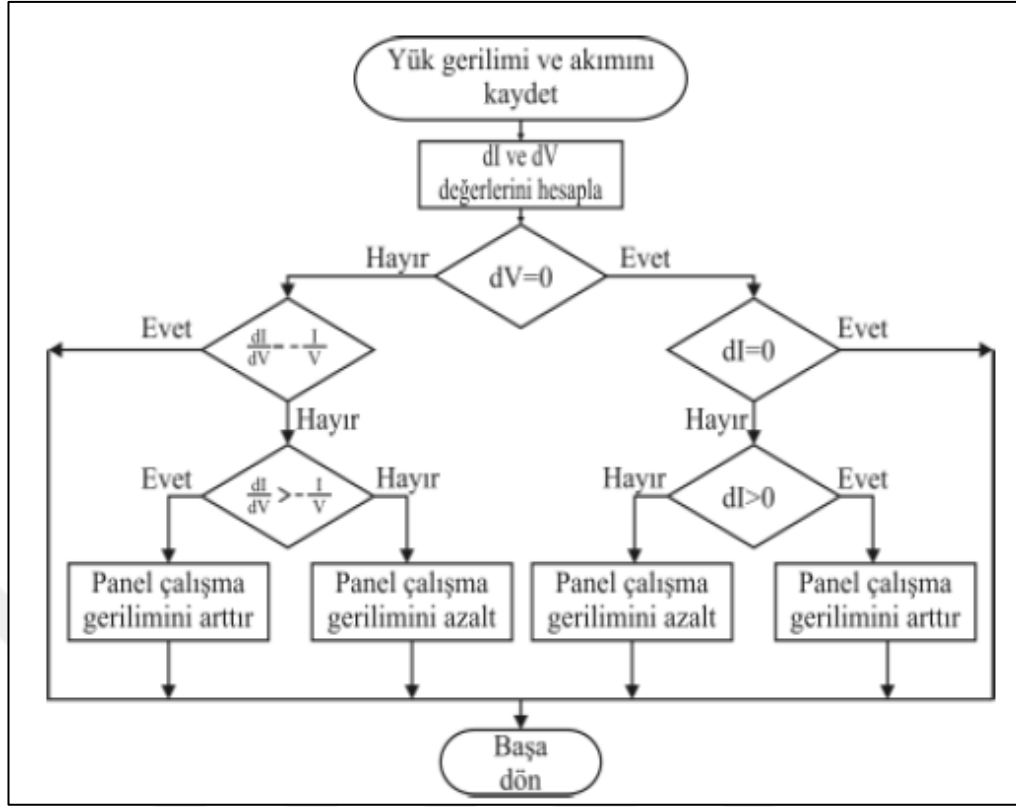 Yük gerilimi ve akımını
kaydet
dI ve dV
değerlerini hesapla
Hayır
dV=0
Evet
Evet
dI/dV = - I/V
Hayır
dI=0
Evet
Hayır
Evet
dI/dV > - I/V
Hayır
Hayır
dI>0
Evet
Panel çalışma
gerilimini arttır
Panel çalışma
gerilimini azalt
Panel çalışma
gerilimini azalt
Panel çalışma
gerilimini arttır
Başa
dön